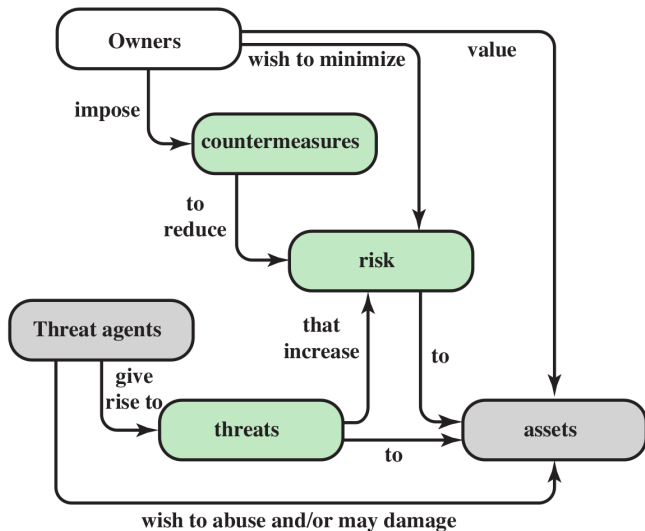 Owners
value
wish to minimize
impose
countermeasures
to
reduce
risk
Threat agents
that
increase
to
give
rise to
threats
assets
to
wish to abuse and/or may damage